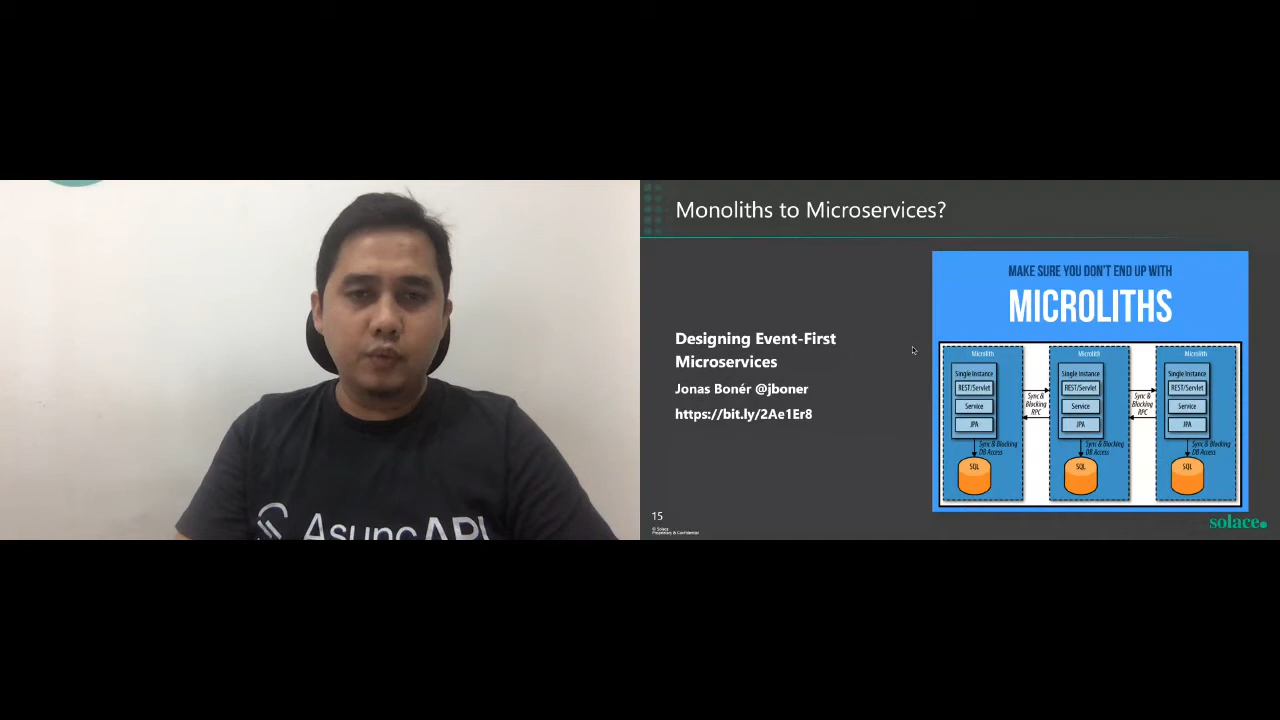 AsyncAPI
Monoliths to Microservices?
Designing Event-First
Microservices
Jonas Bonér @jboner
https://bit.ly/2Ae1Er8
MAKE SURE YOU DON'T END UP WITH
MICROLITHS
Microlith
Single Instance
REST/Servlet
Service
JPA
Sync & Blocking
DB Access
SQL
Sync &
Blocking
RPC
Microlith
Single Instance
REST/Servlet
Service
JPA
Sync & Blocking
DB Access
SQL
Sync &
Blocking
RPC
Microlith
Single Instance
REST/Servlet
Service
JPA
Sync & Blocking
DB Access
SQL
15
© Solace
Proprietary & Confidential
solace.